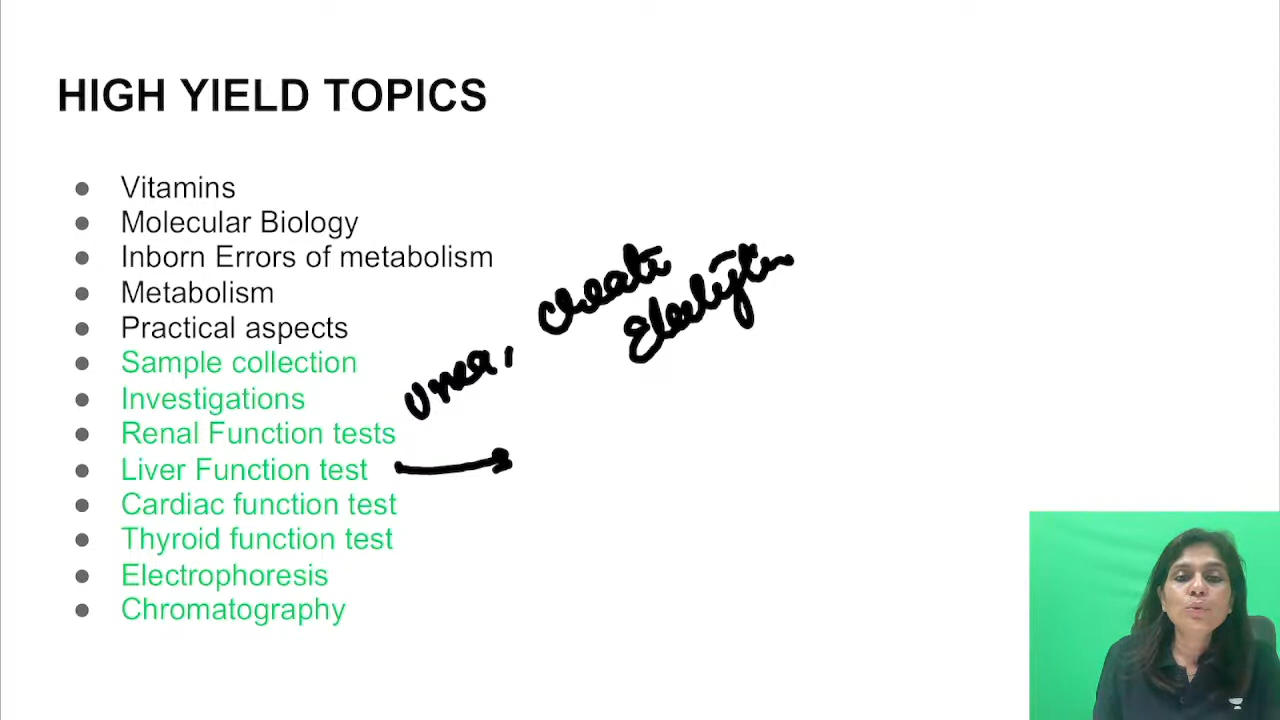 HIGH YIELD TOPICS
● Vitamins
● Molecular Biology
● Inborn Errors of metabolism
● Metabolism
● Practical aspects
● Sample collection
● Investigations
● Renal Function tests
● Liver Function test
● Cardiac function test
● Thyroid function test
● Electrophoresis
● Chromatography
Urea,